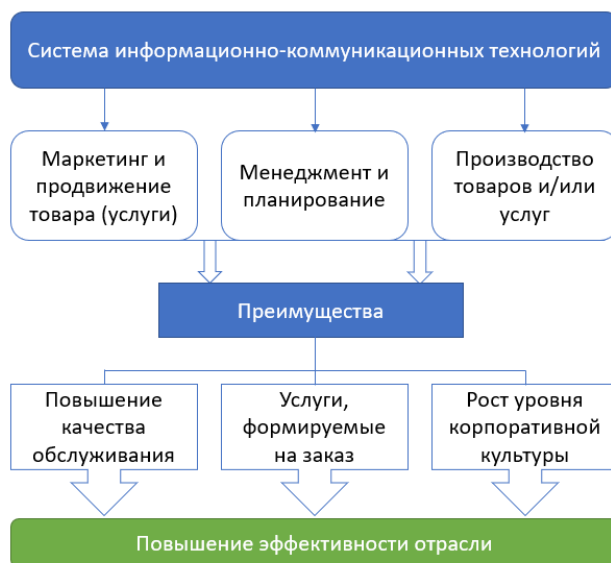 Система информационно-коммуникационных технологий
Маркетинг и
продвижение
товара (услуги)
Менеджмент и
планирование
Производство
товаров и/или
услуг
Преимущества
Повышение
качества
обслуживания
Услуги,
формируемые
на заказ
Рост уровня
корпоративной
культуры
Повышение эффективности отрасли